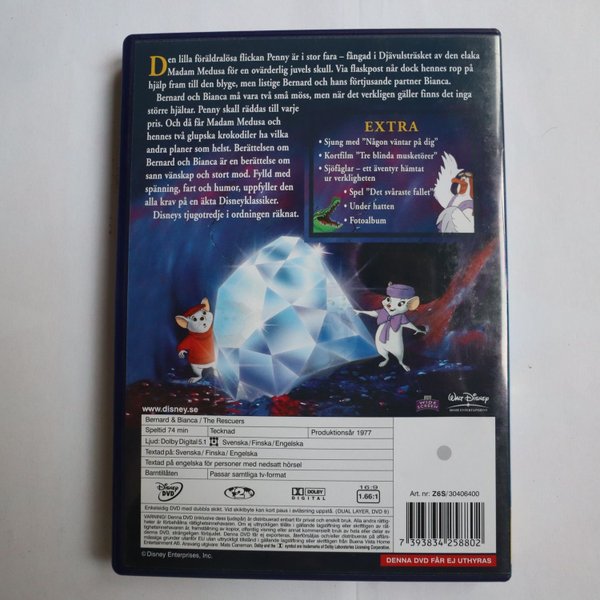 Den lilla föräldralösa flickan Penny är i stor fara – fångad i Djävulsträsket av den elaka
Madam Medusa för en ovärderlig juvels skull. Via flaskpost når dock hennes rop på
hjälp fram till den blyge, men listige Bernard och hans förtjusande partner Bianca.
Bernard och Bianca må vara två små möss, men när det verkligen gäller finns det inga
större hjältar. Penny skall räddas till varje
pris. Och då får Madam Medusa och
hennes två glupska krokodiler ha vilka
andra planer som helst. Berättelsen om
Bernard och Bianca är en berättelse om
sann vänskap och stort mod. Fylld med
spänning, fart och humor, uppfyller den
alla krav på en äkta Disneyklassiker.
Disneys tjugotredje i ordningen räknat.
EXTRA
• Sjung med "Någon väntar på dig"
• Kortfilm "Tre blinda musketörer"
• Sjöfåglar – ett äventyr hämtat
ur verkligheten
• Spel "Det svåraste fallet"
• Under hatten
• Fotoalbum
www.disney.se
WIDE SCREEN
WALT DISNEY
HOME ENTERTAINMENT
Bernard & Bianca / The Rescuers
Speltid 74 min Tecknad Produktionsår 1977
Ljud: Dolby Digital 5.1 Svenska / Finska / Engelska
Textad på: Svenska / Finska / Engelska
Textad på engelska för personer med nedsatt hörsel
Barntillåten Passar samtliga tv-format
Disney DVD
DOLBY DIGITAL
16:9
1.66:1
Art. nr: Z6S/30406400
Enkelsidig DVD med dubbla skikt. Vid skiktbyte kan kort paus i avläsning uppstå. (DUAL LAYER, DVD 9)
© Disney Enterprises, Inc.
7 393834 258802
DENNA DVD FÅR EJ UTHYRAS